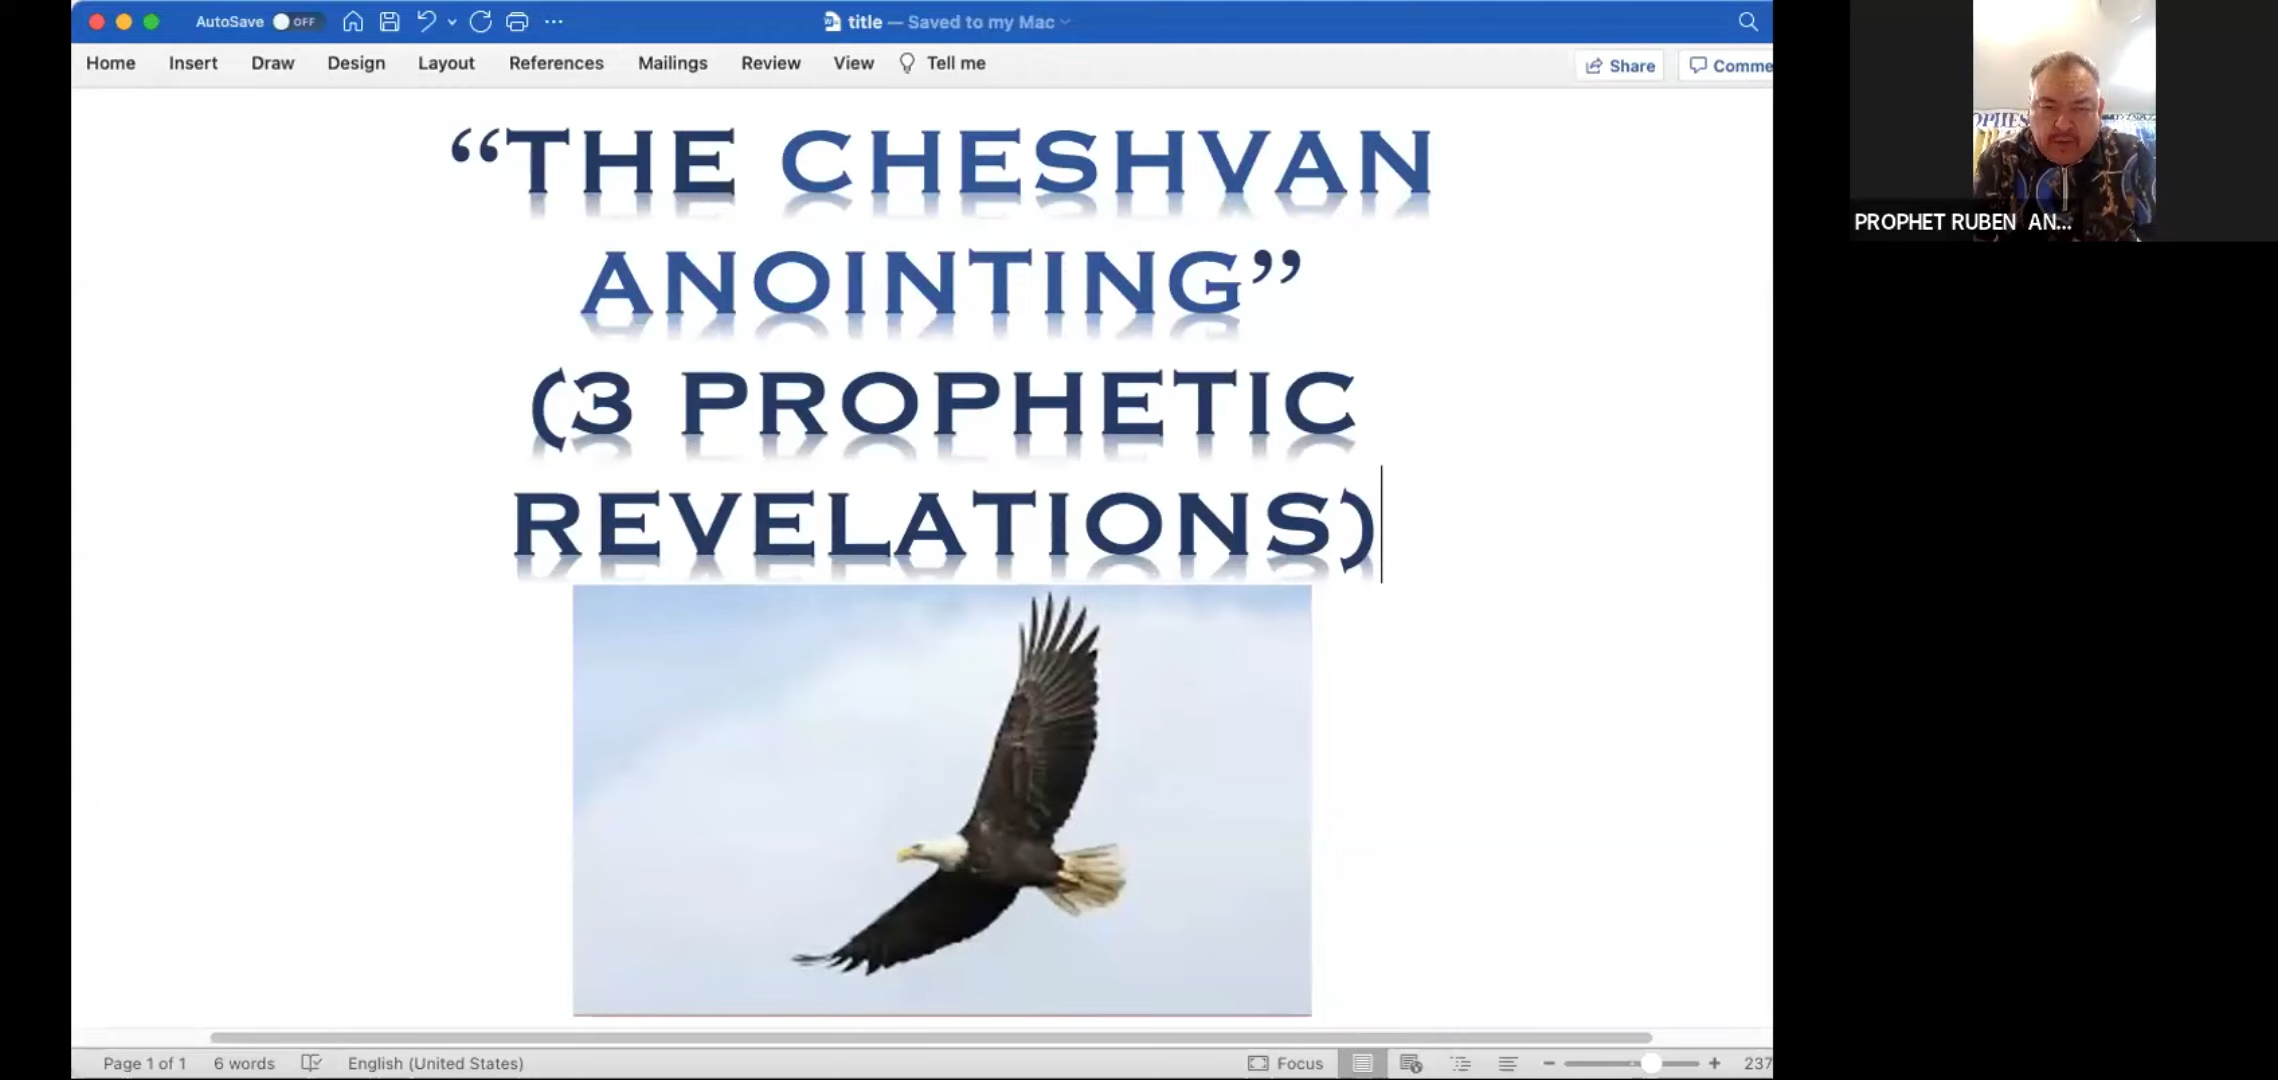 AutoSave OFF
title — Saved to my Mac
Home Insert Draw Design Layout References Mailings Review View Tell me
Share Comme
“THE CHESHVAN
ANOINTING”
(3 PROPHETIC
REVELATIONS)
Page 1 of 1 6 words English (United States)
Focus 237
PROPHET RUBEN AN...